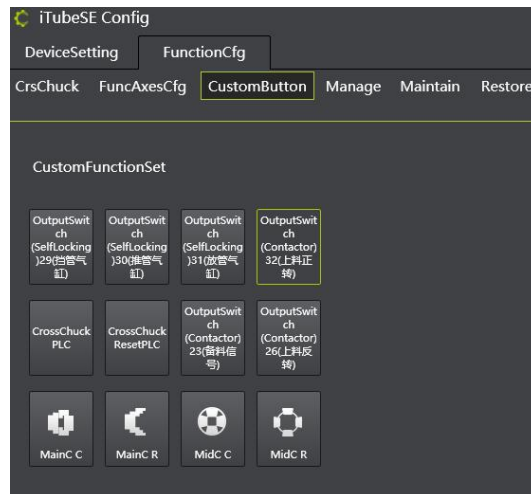 iTubeSE Config
DeviceSetting
FunctionCfg
CrsChuck
FuncAxesCfg
CustomButton
Manage
Maintain
Restore
CustomFunctionSet
OutputSwit
ch
(SelfLocking
)29(挡管气
缸)
OutputSwit
ch
(SelfLocking
)30(推管气
缸)
OutputSwit
ch
(SelfLocking
)31(放管气
缸)
OutputSwit
ch
(Contactor)
32(上料正
转)
CrossChuck
PLC
CrossChuck
ResetPLC
OutputSwit
ch
(Contactor)
23(备料信
号)
OutputSwit
ch
(Contactor)
26(上料反
转)
MainC C
MainC R
MidC C
MidC R